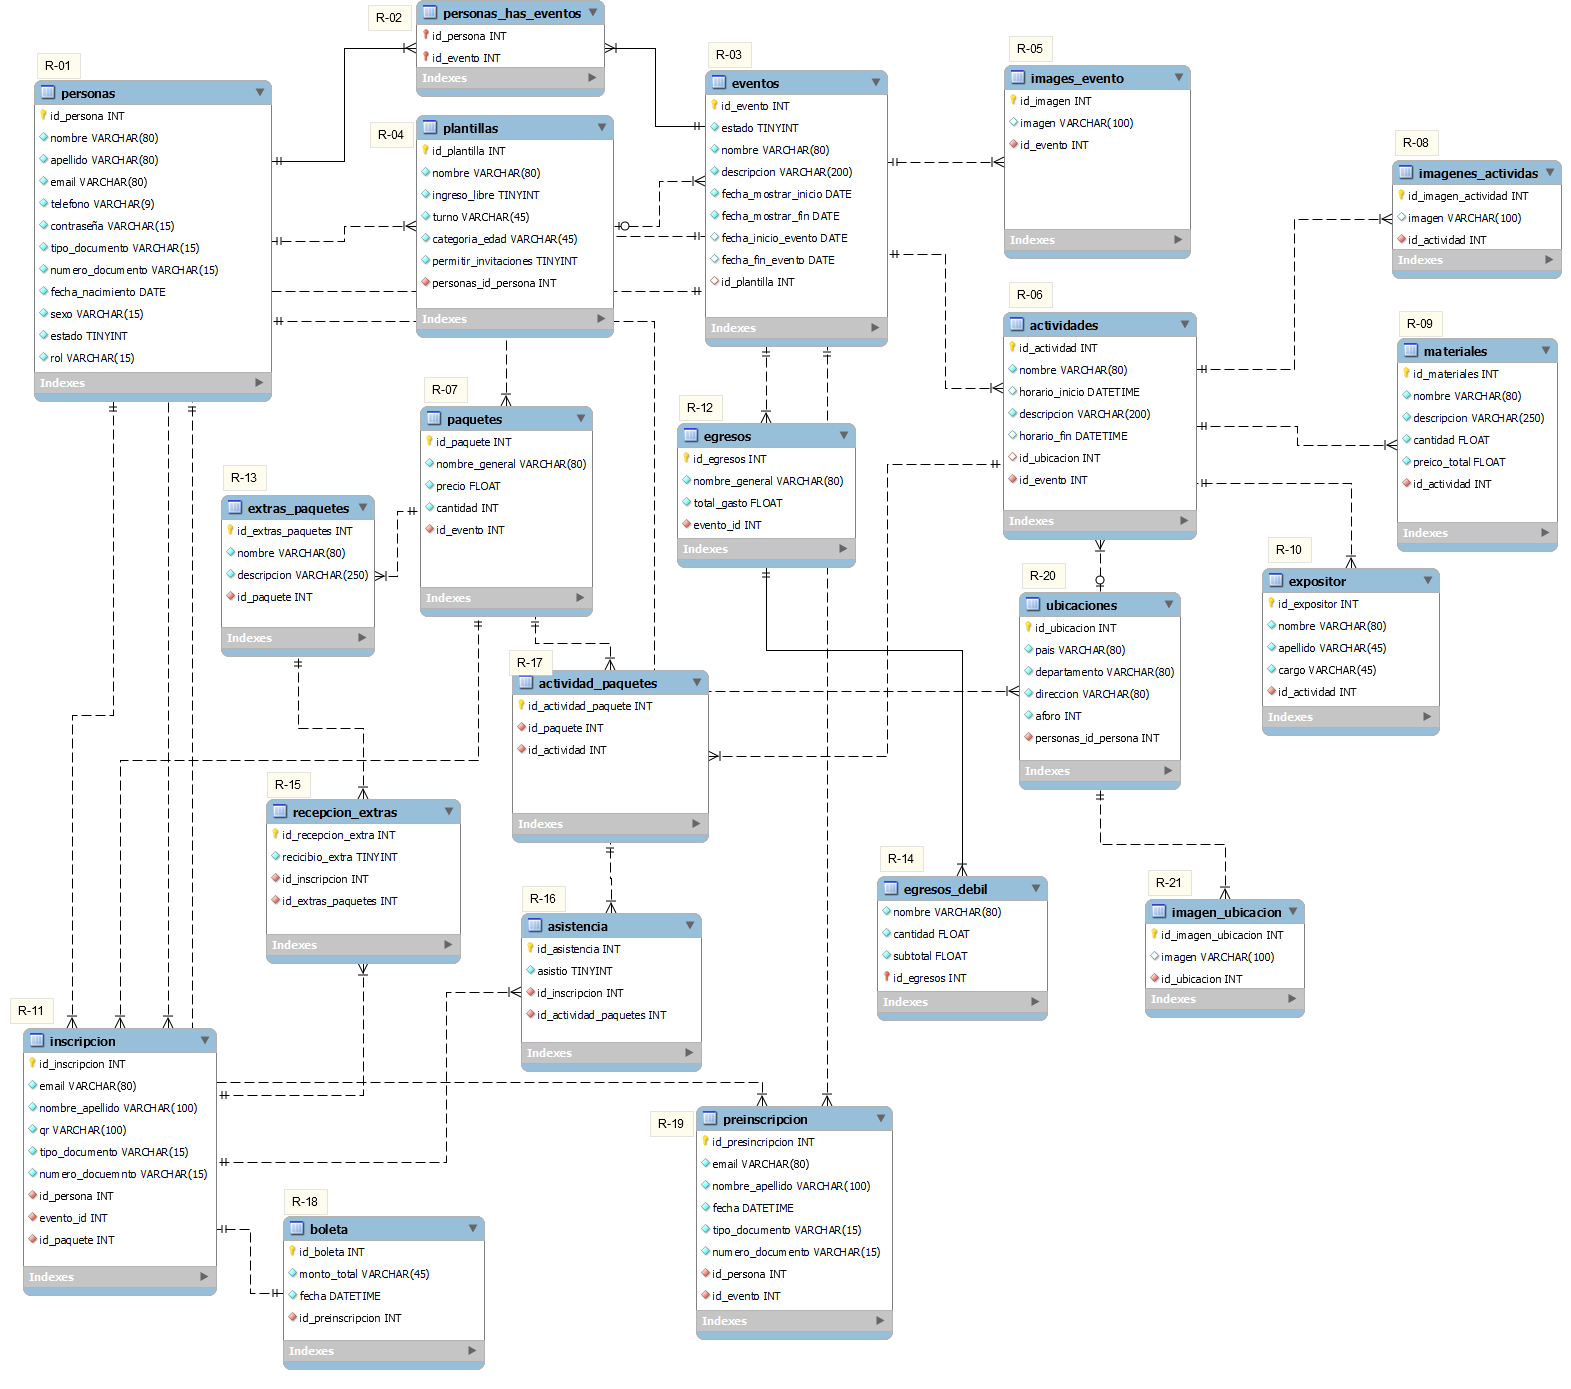 R-01
personas
id_persona INT
nombre VARCHAR(80)
apellido VARCHAR(80)
email VARCHAR(80)
telefono VARCHAR(9)
contraseña VARCHAR(15)
tipo_documento VARCHAR(15)
numero_documento VARCHAR(15)
fecha_nacimiento DATE
sexo VARCHAR(15)
estado TINYINT
rol VARCHAR(15)
Indexes
R-02
personas_has_eventos
id_persona INT
id_evento INT
Indexes
R-03
eventos
id_evento INT
estado TINYINT
nombre VARCHAR(80)
descripcion VARCHAR(200)
fecha_mostrar_inicio DATE
fecha_mostrar_fin DATE
fecha_inicio_evento DATE
fecha_fin_evento DATE
id_plantilla INT
Indexes
R-04
plantillas
id_plantilla INT
nombre VARCHAR(80)
ingreso_libre TINYINT
turno VARCHAR(45)
categoria_edad VARCHAR(45)
permitir_invitaciones TINYINT
personas_id_persona INT
Indexes
R-05
images_evento
id_imagen INT
imagen VARCHAR(100)
id_evento INT
Indexes
R-08
imagenes_activida​s
id_imagen_actividad INT
imagen VARCHAR(100)
id_actividad INT
Indexes
R-06
actividades
id_actividad INT
nombre VARCHAR(80)
horario_inicio DATETIME
descripcion VARCHAR(200)
horario_fin DATETIME
id_ubicacion INT
id_evento INT
Indexes
R-09
materiales
id_materiales INT
nombre VARCHAR(80)
descripcion VARCHAR(250)
cantidad FLOAT
preico_total FLOAT
id_actividad INT
Indexes
R-07
paquetes
id_paquete INT
nombre_general VARCHAR(80)
precio FLOAT
cantidad INT
id_evento INT
Indexes
R-12
egresos
id_egresos INT
nombre_general VARCHAR(80)
total_gasto FLOAT
evento_id INT
Indexes
R-13
extras_paquetes
id_extras_paquetes INT
nombre VARCHAR(80)
descripcion VARCHAR(250)
id_paquete INT
Indexes
R-10
expositor
id_expositor INT
nombre VARCHAR(80)
apellido VARCHAR(45)
cargo VARCHAR(45)
id_actividad INT
Indexes
R-20
ubicaciones
id_ubicacion INT
pais VARCHAR(80)
departamento VARCHAR(80)
direccion VARCHAR(80)
aforo INT
personas_id_persona INT
Indexes
R-17
actividad_paquetes
id_actividad_paquete INT
id_paquete INT
id_actividad INT
Indexes
R-15
recepcion_extras
id_recepcion_extra INT
recicibio_extra TINYINT
id_inscripcion INT
id_extras_paquetes INT
Indexes
R-14
egresos_debil
nombre VARCHAR(80)
cantidad FLOAT
subtotal FLOAT
id_egresos INT
Indexes
R-21
imagen_ubicacion
id_imagen_ubicacion INT
imagen VARCHAR(100)
id_ubicacion INT
Indexes
R-16
asistencia
id_asistencia INT
asistio TINYINT
id_inscripcion INT
id_actividad_paquetes INT
Indexes
R-11
inscripcion
id_inscripcion INT
email VARCHAR(80)
nombre_apellido VARCHAR(100)
qr VARCHAR(100)
tipo_documento VARCHAR(15)
numero_docuemnto VARCHAR(15)
id_persona INT
evento_id INT
id_paquete INT
Indexes
R-19
preinscripcion
id_presincripcion INT
email VARCHAR(80)
nombre_apellido VARCHAR(100)
fecha DATETIME
tipo_documento VARCHAR(15)
numero_documento VARCHAR(15)
id_persona INT
id_evento INT
Indexes
R-18
boleta
id_boleta INT
monto_total VARCHAR(45)
fecha DATETIME
id_preinscripcion INT
Indexes